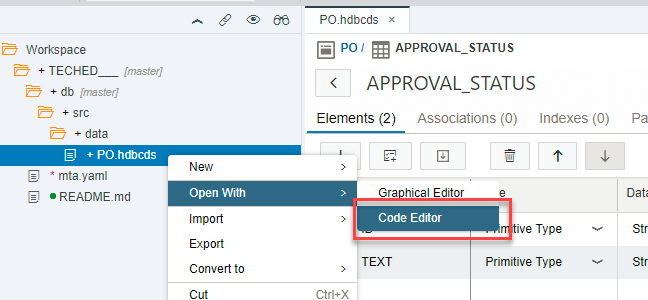 PO.hdbcds ×
Workspace
+ TECHED___ [master]
+ db [master]
+ src
+ data
+ PO.hdbcds
* mta.yaml
README.md
PO / APPROVAL_STATUS
APPROVAL_STATUS
Elements (2) Associations (0) Indexes (0) Pa
New
Open With
Import
Export
Convert to
Cut Ctrl+X
Graphical Editor
Code Editor
Data
Primitive Type Str
TEXT Primitive Type Str